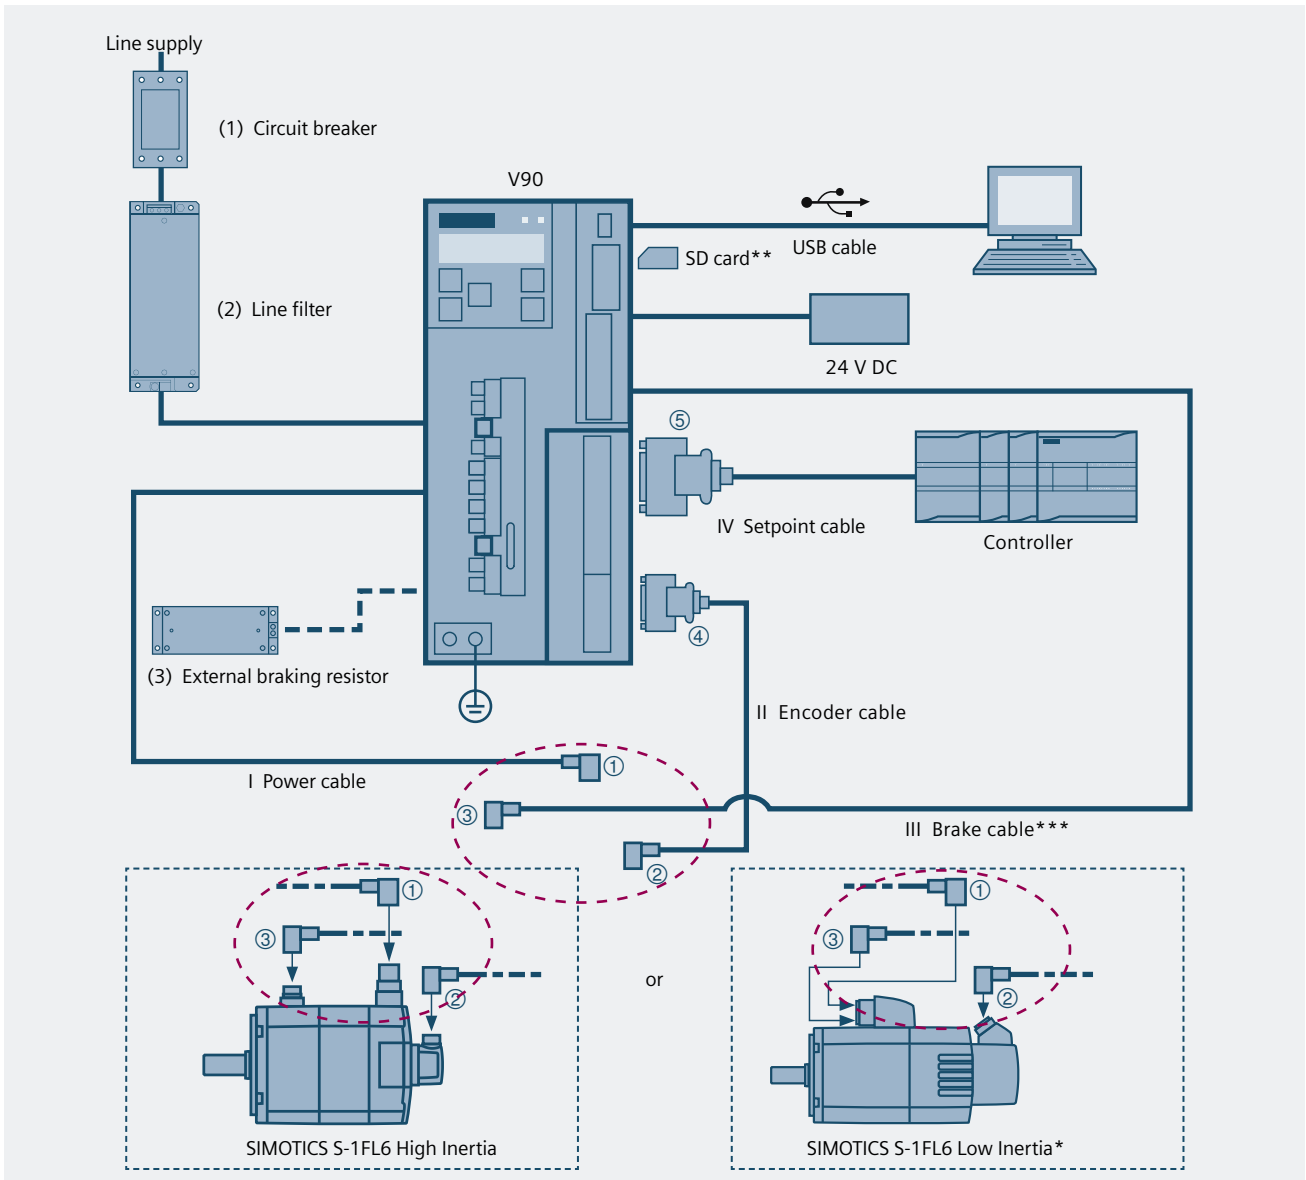 Line supply
(1) Circuit breaker
V90
USB cable
SD card**
(2) Line filter
24 V DC
⑤
IV Setpoint cable
Controller
④
(3) External braking resistor
II Encoder cable
①
I Power cable
③
III Brake cable***
②
①
③
②
or
①
③
②
SIMOTICS S-1FL6 High Inertia
SIMOTICS S-1FL6 Low Inertia*